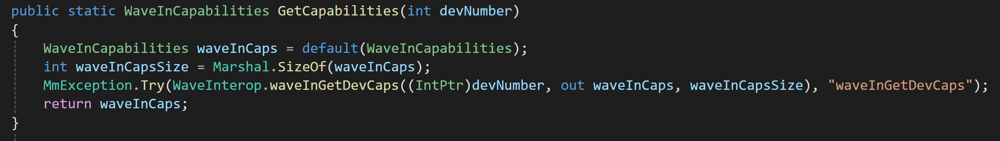 public static WaveInCapabilities GetCapabilities(int devNumber)
{
    WaveInCapabilities waveInCaps = default(WaveInCapabilities);
    int waveInCapsSize = Marshal.SizeOf(waveInCaps);
    MmException.Try(WaveInterop.waveInGetDevCaps((IntPtr)devNumber, out waveInCaps, waveInCapsSize), "waveInGetDevCaps");
    return waveInCaps;
}